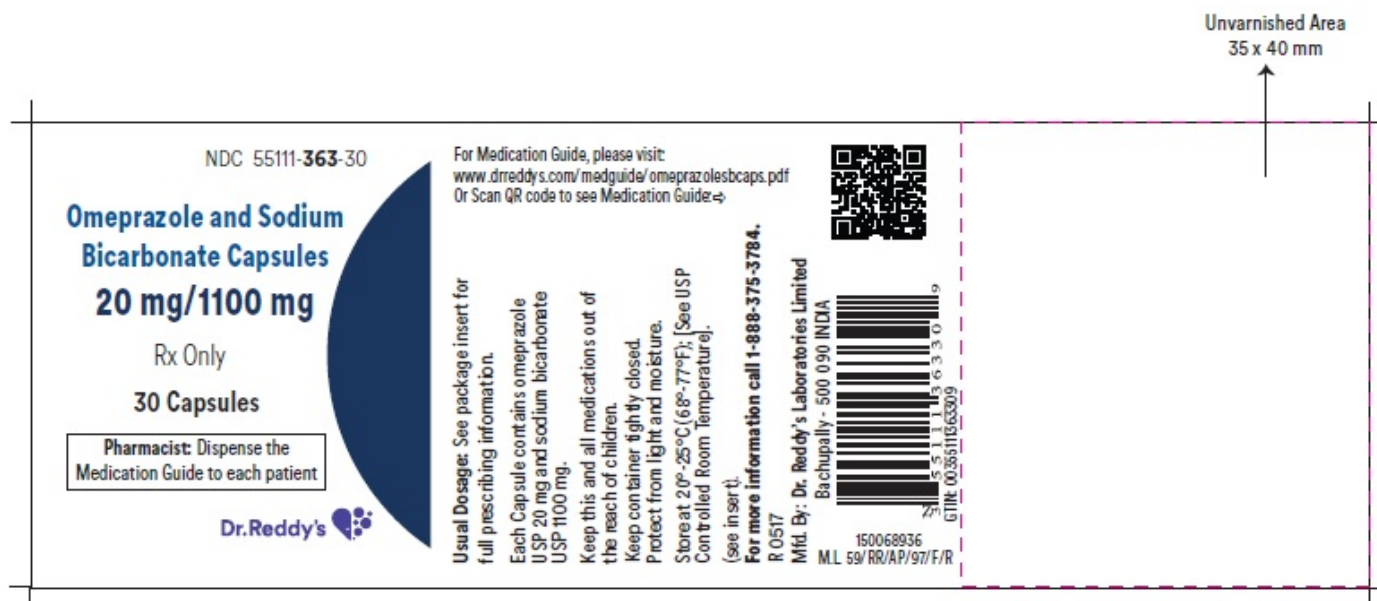 Unvarnished Area
35 x 40 mm
NDC 55111-363-30
Omeprazole and Sodium
Bicarbonate Capsules
20 mg/1100 mg
Rx Only
30 Capsules
Pharmacist: Dispense the
Medication Guide to each patient
Dr.Reddy's
For Medication Guide, please visit:
www.drreddys.com/medguide/omeprazolesbcaps.pdf
Or Scan QR code to see Medication Guide:
Usual Dosage: See package insert for
full prescribing information.
Each Capsule contains omeprazole
USP 20 mg and sodium bicarbonate
USP 1100 mg.
Keep this and all medications out of
the reach of children.
Keep container tightly closed.
Protect from light and moisture.
Store at 20°-25°C(68°-77°F); [See USP
Controlled Room Temperature].
(see insert).
For more information call 1-888-375-3784.
R 0517
Mfd. By: Dr. Reddy's Laboratories Limited
Bachupally - 500 090 INDIA
3 55111 36330 9
GTIN: 00355111363309
150068936
M.L 59/RR/AP/97/F/R